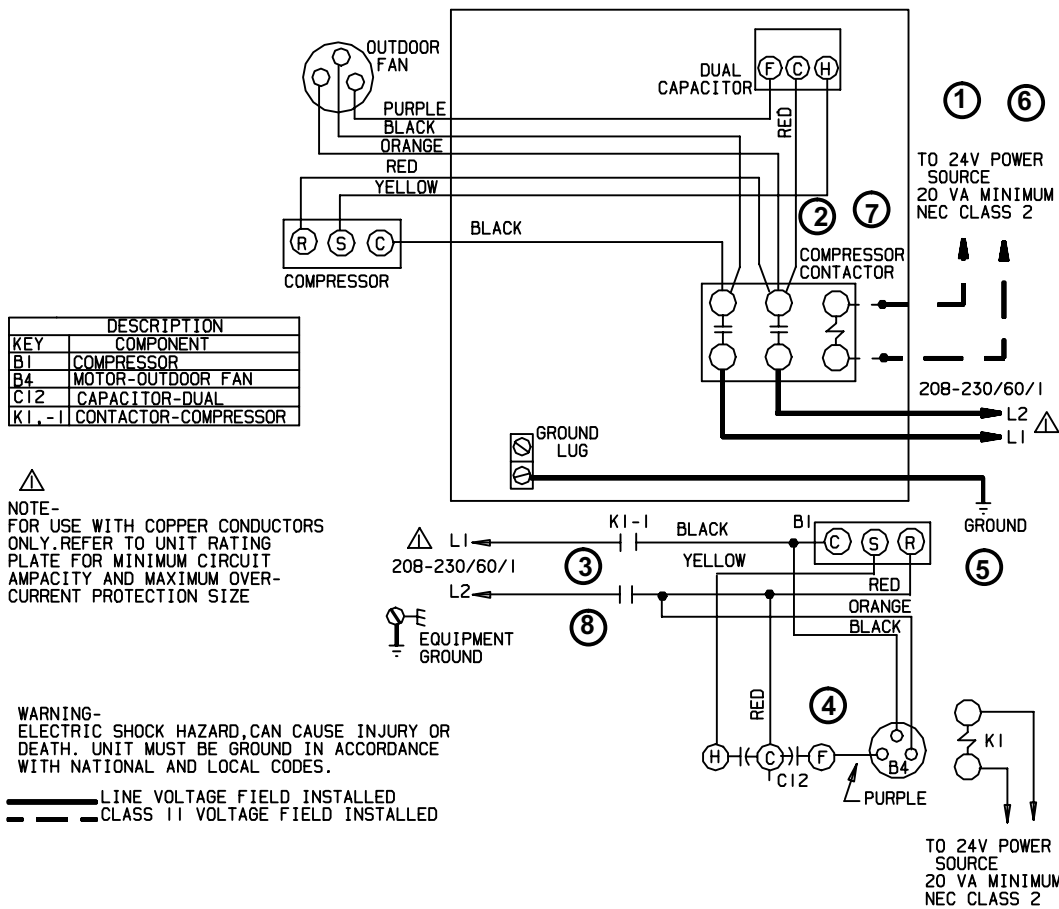 OUTDOOR
FAN
DUAL
CAPACITOR
F C H
1 6
PURPLE
BLACK
ORANGE
RED
YELLOW
RED
TO 24V POWER
SOURCE
20 VA MINIMUM
NEC CLASS 2
2 7
BLACK
R S C
COMPRESSOR
COMPRESSOR
CONTACTOR
DESCRIPTION
KEY COMPONENT
B1 COMPRESSOR
B4 MOTOR-OUTDOOR FAN
C12 CAPACITOR-DUAL
K1,-1 CONTACTOR-COMPRESSOR
208-230/60/1
L2
L1
1
GROUND
LUG
GROUND
1
NOTE-
FOR USE WITH COPPER CONDUCTORS
ONLY.REFER TO UNIT RATING
PLATE FOR MINIMUM CIRCUIT
AMPACITY AND MAXIMUM OVER-
CURRENT PROTECTION SIZE
1 L1 K1-1 BLACK B1 C S R
208-230/60/1 3 YELLOW 5
L2 RED
8 ORANGE
BLACK
EQUIPMENT
GROUND
RED 4
H C F B4 K1
C12
PURPLE
WARNING-
ELECTRIC SHOCK HAZARD,CAN CAUSE INJURY OR
DEATH. UNIT MUST BE GROUND IN ACCORDANCE
WITH NATIONAL AND LOCAL CODES.
LINE VOLTAGE FIELD INSTALLED
CLASS II VOLTAGE FIELD INSTALLED
TO 24V POWER
SOURCE
20 VA MINIMUM
NEC CLASS 2